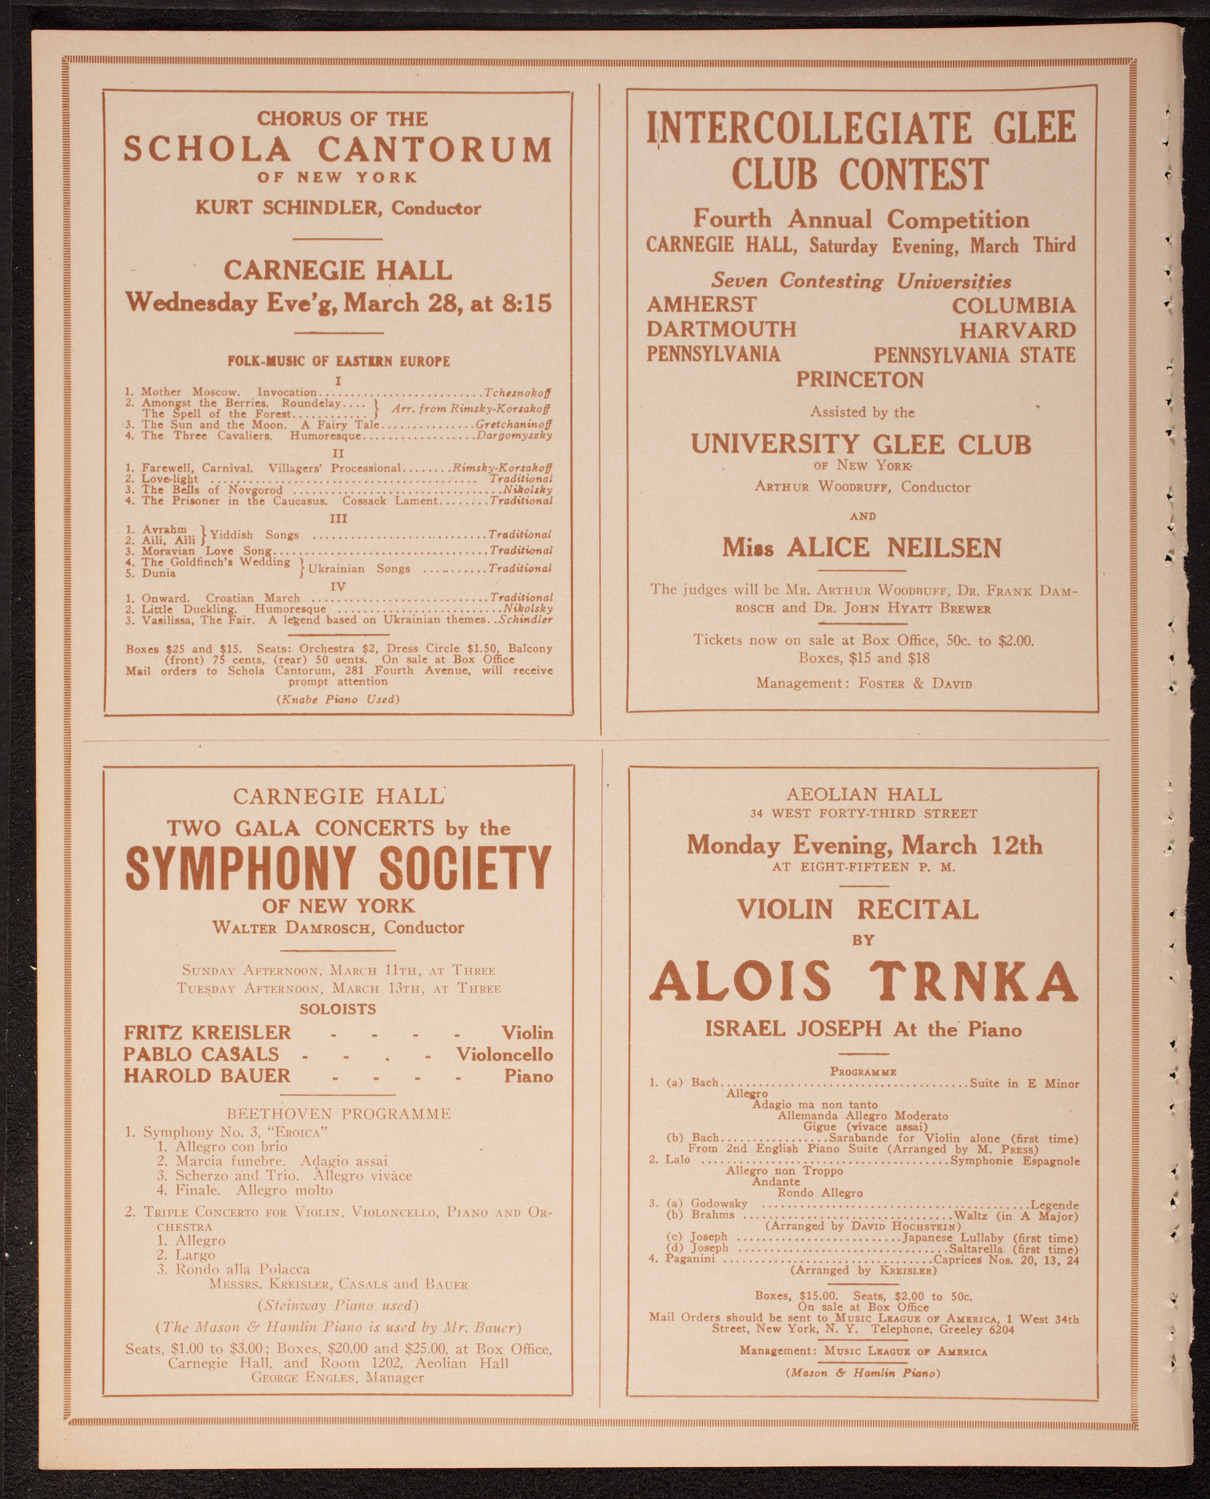 CHORUS OF THE
SCHOLA CANTORUM
OF NEW YORK
KURT SCHINDLER, Conductor
CARNEGIE HALL
Wednesday Eve'g, March 28, at 8:15
FOLK-MUSIC OF EASTERN EUROPE
I
1. Mother Moscow. Invocation..........................Tchesnokoff
2. Amongst the Berries. Roundelay.... } Arr. from Rimsky-Korsakoff
The Spell of the Forest............
3. The Sun and the Moon. A Fairy Tale...............Gretchaninoff
4. The Three Cavaliers. Humoresque..................Dargomyszky
II
1. Farewell, Carnival. Villagers' Processional........Rimsky-Korsakoff
2. Love-light ........................................... Traditional
3. The Bells of Novgorod .................................Nikolsky
4. The Prisoner in the Caucasus. Cossack Lament........Traditional
III
1. Avrahm } Yiddish Songs ...........................Traditional
2. Aili, Aili
3. Moravian Love Song..................................Traditional
4. The Goldfinch's Wedding } Ukrainian Songs ..........Traditional
5. Dunia
IV
1. Onward. Croatian March ............................Traditional
2. Little Duckling. Humoresque ..........................Nikolsky
3. Vasilissa, The Fair. A legend based on Ukrainian themes..Schindler
Boxes $25 and $15. Seats: Orchestra $2, Dress Circle $1.50, Balcony
(front) 75 cents, (rear) 50 cents. On sale at Box Office
Mail orders to Schola Cantorum, 281 Fourth Avenue, will receive
prompt attention
(Knabe Piano Used)
INTERCOLLEGIATE GLEE
CLUB CONTEST
Fourth Annual Competition
CARNEGIE HALL, Saturday Evening, March Third
Seven Contesting Universities
AMHERST COLUMBIA
DARTMOUTH HARVARD
PENNSYLVANIA PENNSYLVANIA STATE
PRINCETON
Assisted by the
UNIVERSITY GLEE CLUB
OF NEW YORK
ARTHUR WOODRUFF, Conductor
AND
Miss ALICE NEILSEN
The judges will be MR. ARTHUR WOODRUFF, DR. FRANK DAM-
ROSCH and DR. JOHN HYATT BREWER
Tickets now on sale at Box Office, 50c. to $2.00.
Boxes, $15 and $18
Management: FOSTER & DAVID
CARNEGIE HALL
TWO GALA CONCERTS by the
SYMPHONY SOCIETY
OF NEW YORK
WALTER DAMROSCH, Conductor
SUNDAY AFTERNOON, MARCH 11TH, AT THREE
TUESDAY AFTERNOON, MARCH 13TH, AT THREE
SOLOISTS
FRITZ KREISLER - - - - Violin
PABLO CASALS - - - - Violoncello
HAROLD BAUER - - - - Piano
BEETHOVEN PROGRAMME
1. Symphony No. 3, "EROICA"
1. Allegro con brio
2. Marcia funebre. Adagio assai
3. Scherzo and Trio. Allegro vivace
4. Finale. Allegro molto
2. TRIPLE CONCERTO FOR VIOLIN, VIOLONCELLO, PIANO AND OR-
CHESTRA
1. Allegro
2. Largo
3. Rondo alla Polacca
MESSRS. KREISLER, CASALS and BAUER
(Steinway Piano used)
(The Mason & Hamlin Piano is used by Mr. Bauer)
Seats, $1.00 to $3.00; Boxes, $20.00 and $25.00, at Box Office,
Carnegie Hall, and Room 1202, Aeolian Hall
GEORGE ENGLES, Manager
AEOLIAN HALL
34 WEST FORTY-THIRD STREET
Monday Evening, March 12th
AT EIGHT-FIFTEEN P. M.
VIOLIN RECITAL
BY
ALOIS TRNKA
ISRAEL JOSEPH At the Piano
PROGRAMME
1. (a) Bach......................................Suite in E Minor
Allegro
Adagio ma non tanto
Allemanda Allegro Moderato
Gigue (vivace assai)
(b) Bach................Sarabande for Violin alone (first time)
From 2nd English Piano Suite (Arranged by M. PRESS)
2. Lalo ......................................Symphonie Espagnole
Allegro non Troppo
Andante
Rondo Allegro
3. (a) Godowsky .........................................Legende
(b) Brahms ................................Waltz (in A Major)
(Arranged by DAVID HOCHSTEIN)
(c) Joseph .........................Japanese Lullaby (first time)
(d) Joseph ................................Saltarella (first time)
4. Paganini ................................Caprices Nos. 20, 13, 24
(Arranged by KREISLER)
Boxes, $15.00. Seats, $2.00 to 50c.
On sale at Box Office
Mail Orders should be sent to MUSIC LEAGUE OF AMERICA, 1 West 34th
Street, New York, N. Y. Telephone, Greeley 6204
Management: MUSIC LEAGUE OF AMERICA
(Mason & Hamlin Piano)